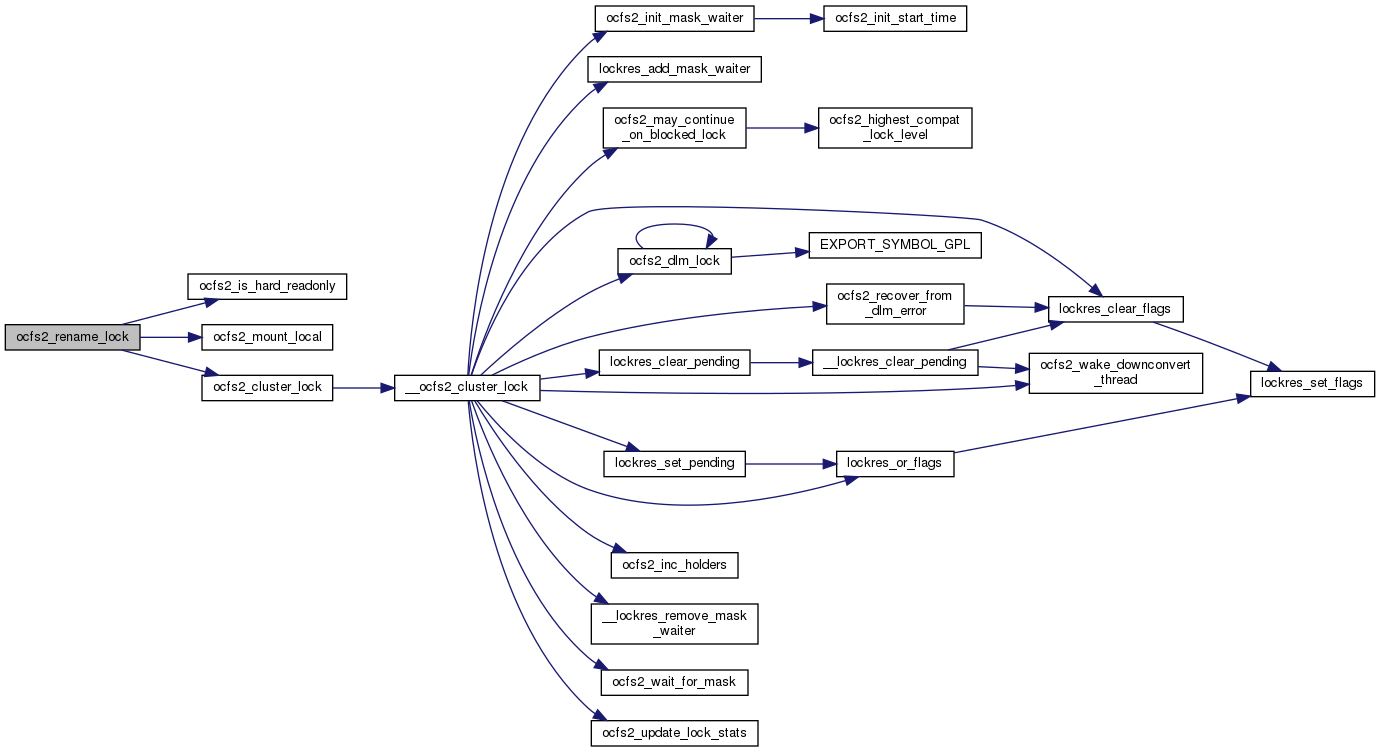 ocfs2_init_mask_waiter
ocfs2_init_start_time
lockres_add_mask_waiter
ocfs2_may_continue
_on_blocked_lock
ocfs2_highest_compat
_lock_level
EXPORT_SYMBOL_GPL
ocfs2_dlm_lock
ocfs2_is_hard_readonly
ocfs2_recover_from
_dlm_error
lockres_clear_flags
ocfs2_rename_lock
ocfs2_mount_local
lockres_clear_pending
__lockres_clear_pending
ocfs2_wake_downconvert
_thread
ocfs2_cluster_lock
__ocfs2_cluster_lock
lockres_set_flags
lockres_set_pending
lockres_or_flags
ocfs2_inc_holders
__lockres_remove_mask
_waiter
ocfs2_wait_for_mask
ocfs2_update_lock_stats